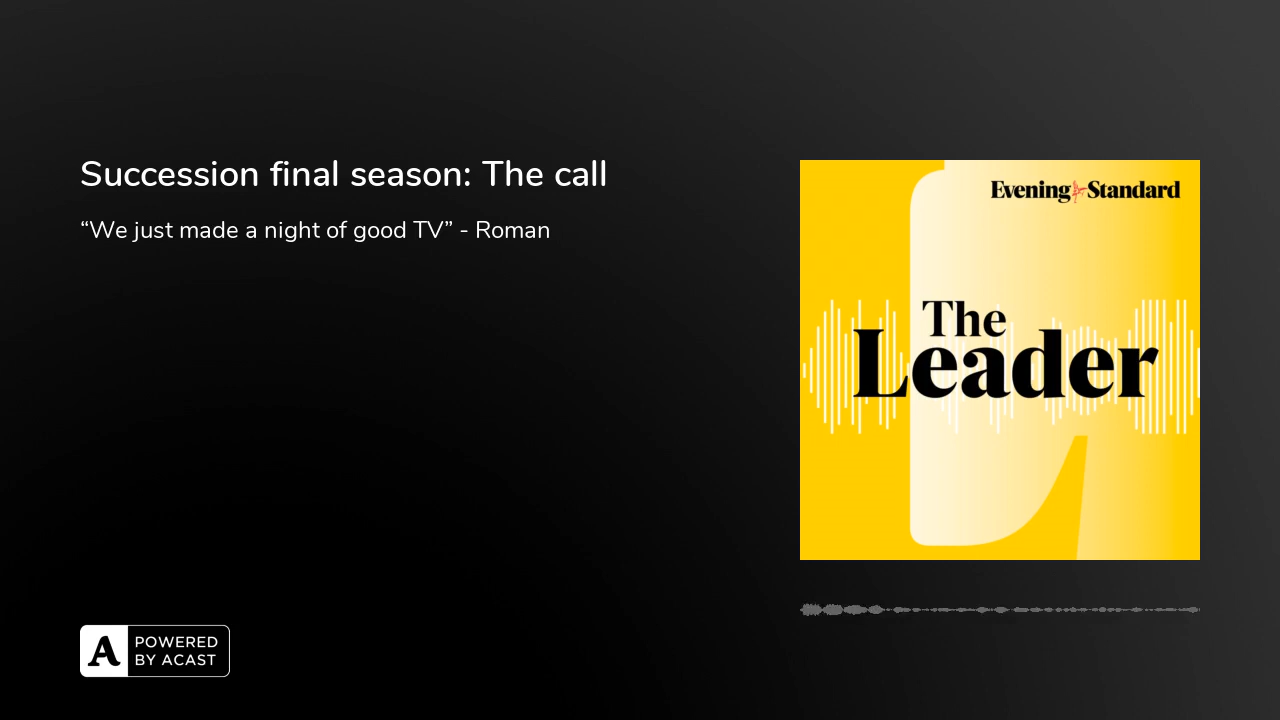 Succession final season: The call
“We just made a night of good TV” - Roman
Evening Standard
The
Leader
A
POWERED
BY ACAST